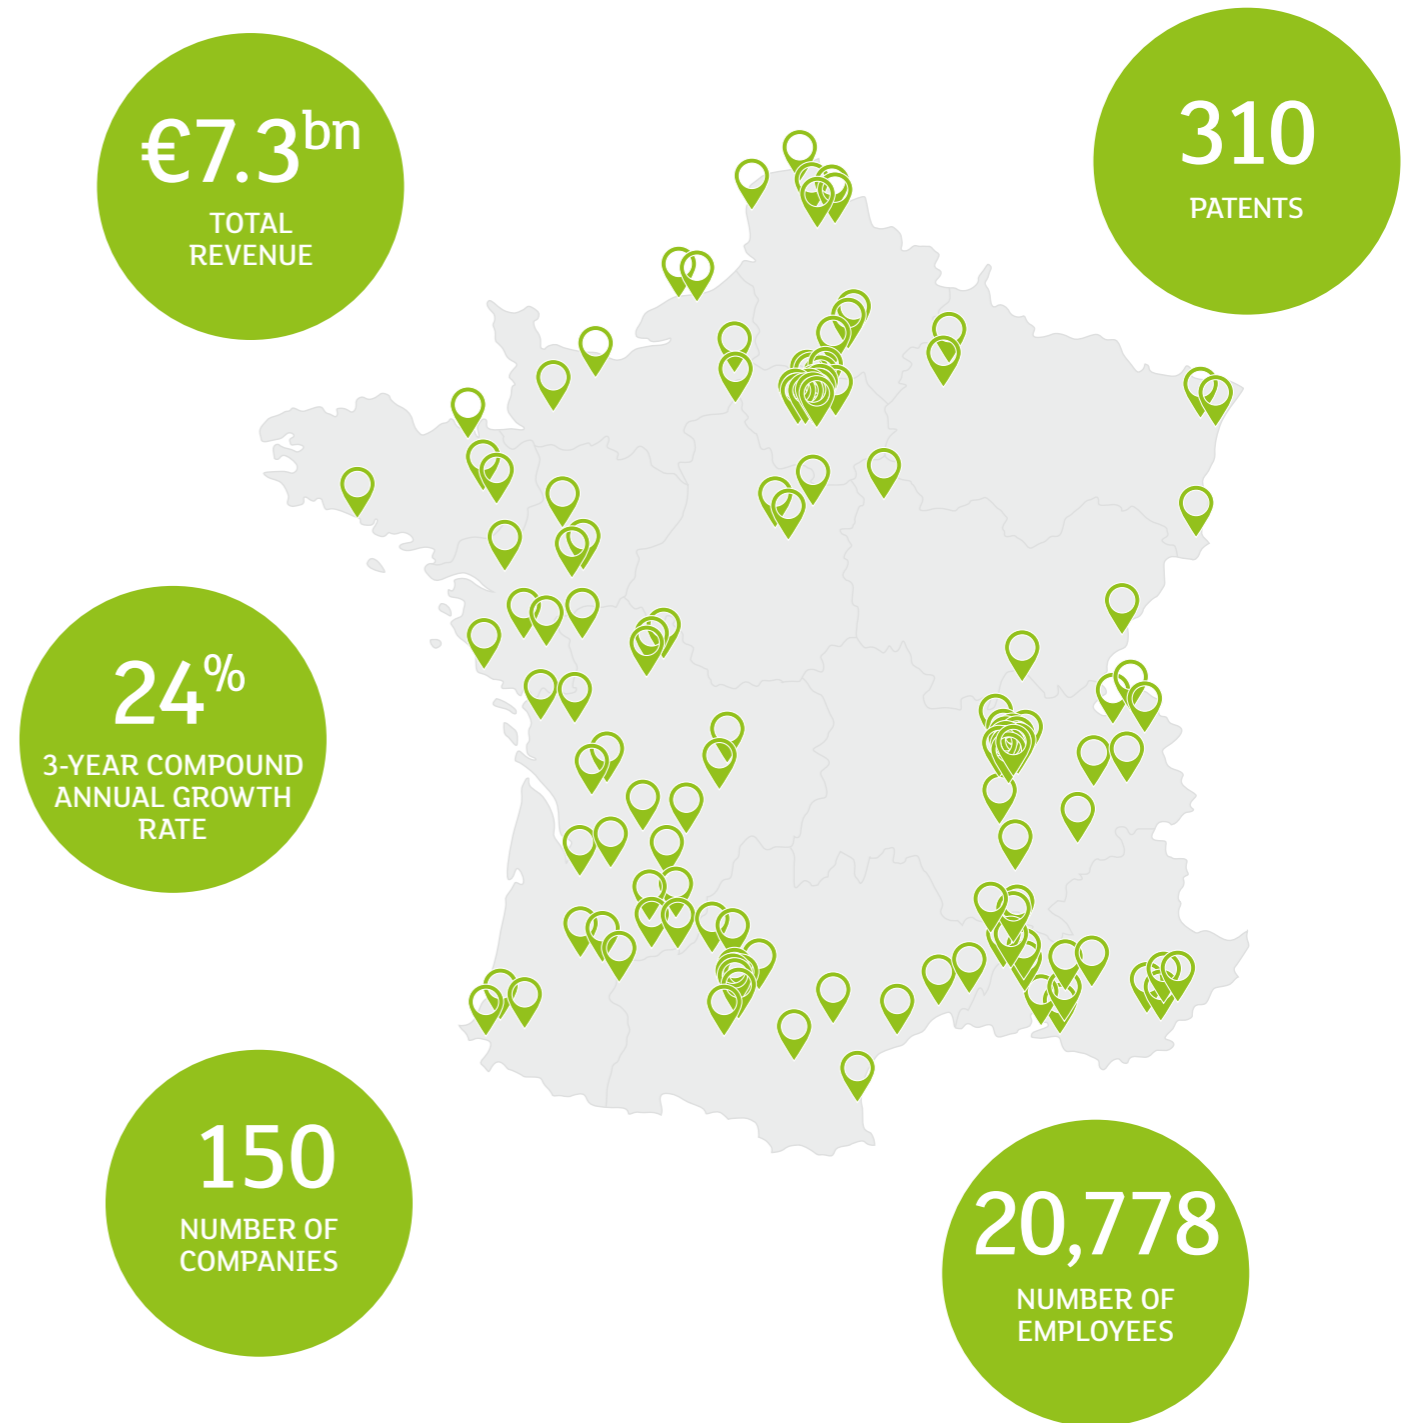 €7.3bn
TOTAL
REVENUE
310
PATENTS
24%
3-YEAR COMPOUND
ANNUAL GROWTH
RATE
150
NUMBER OF
COMPANIES
20,778
NUMBER OF
EMPLOYEES